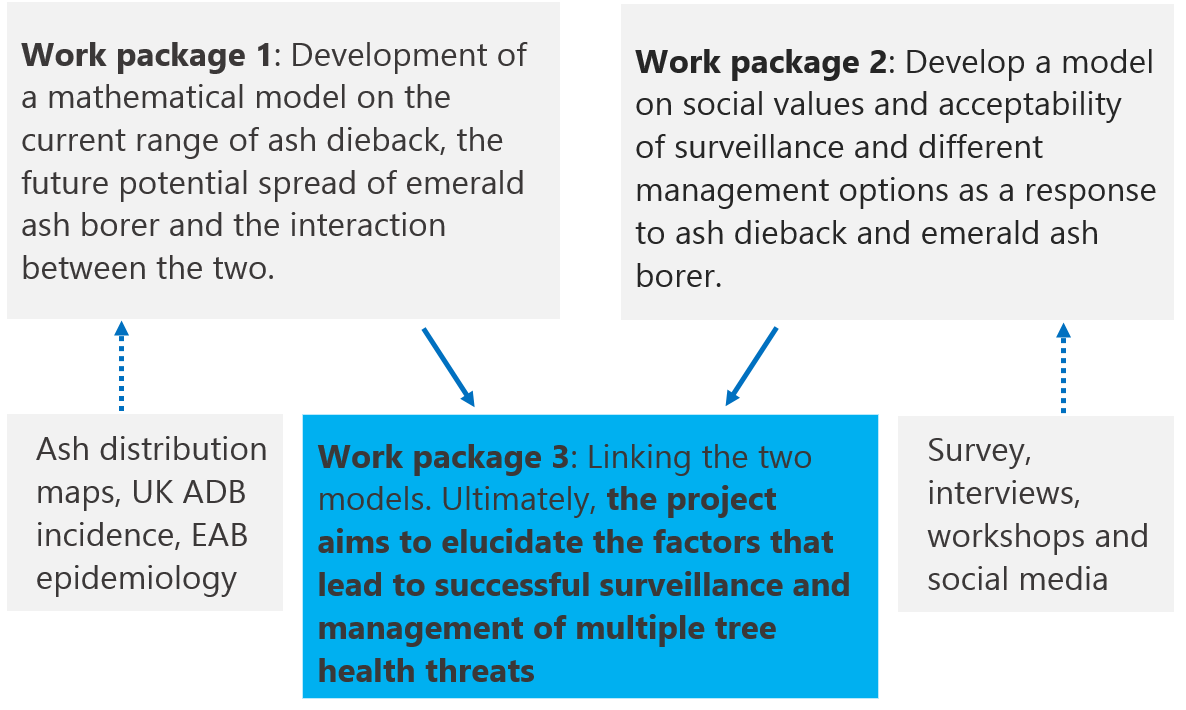 Work package 1: Development of
a mathematical model on the
current range of ash dieback, the
future potential spread of emerald
ash borer and the interaction
between the two.
Work package 2: Develop a model
on social values and acceptability
of surveillance and different
management options as a response
to ash dieback and emerald ash
borer.
Ash distribution
maps, UK ADB
incidence, EAB
epidemiology
Work package 3: Linking the two
models. Ultimately, the project
aims to elucidate the factors that
lead to successful surveillance and
management of multiple tree
health threats
Survey,
interviews,
workshops and
social media